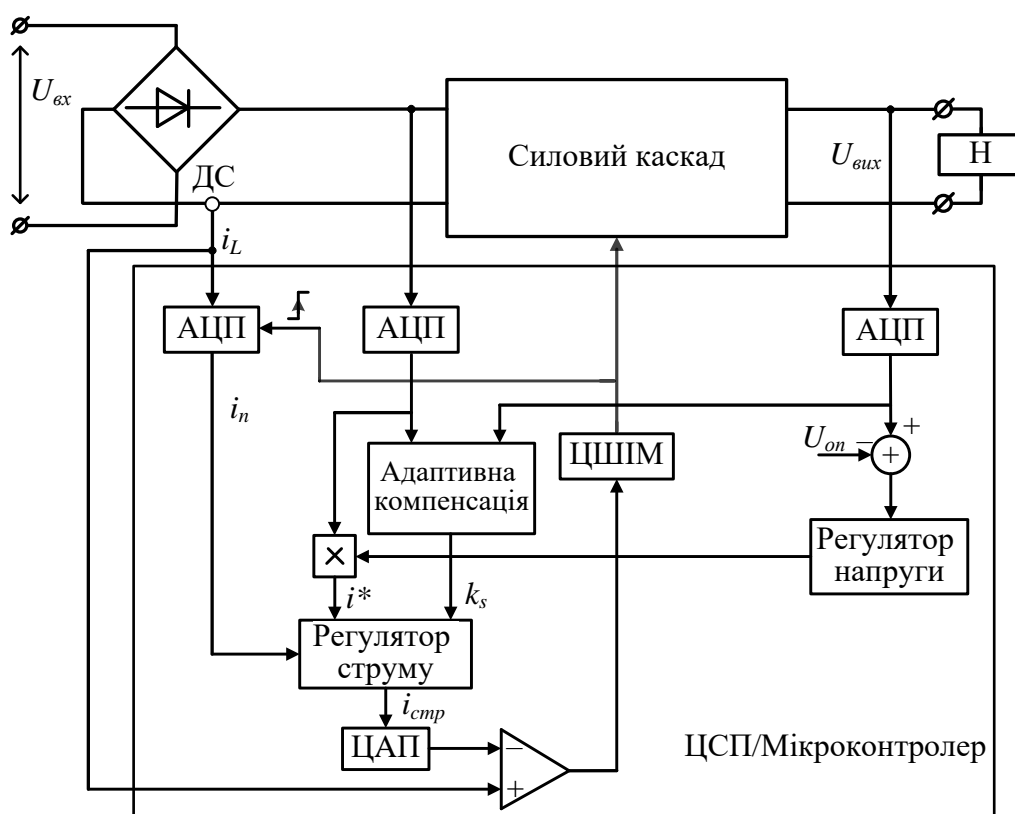 U_вх
ДС
Силовий каскад
U_вих
Н
i_L
АЦП
АЦП
АЦП
i_n
U_on
−
+
+
Адаптивна
компенсація
ЦШІМ
×
Регулятор
напруги
i*
k_s
Регулятор
струму
i_стр
ЦАП
−
+
ЦСП/Мікроконтролер